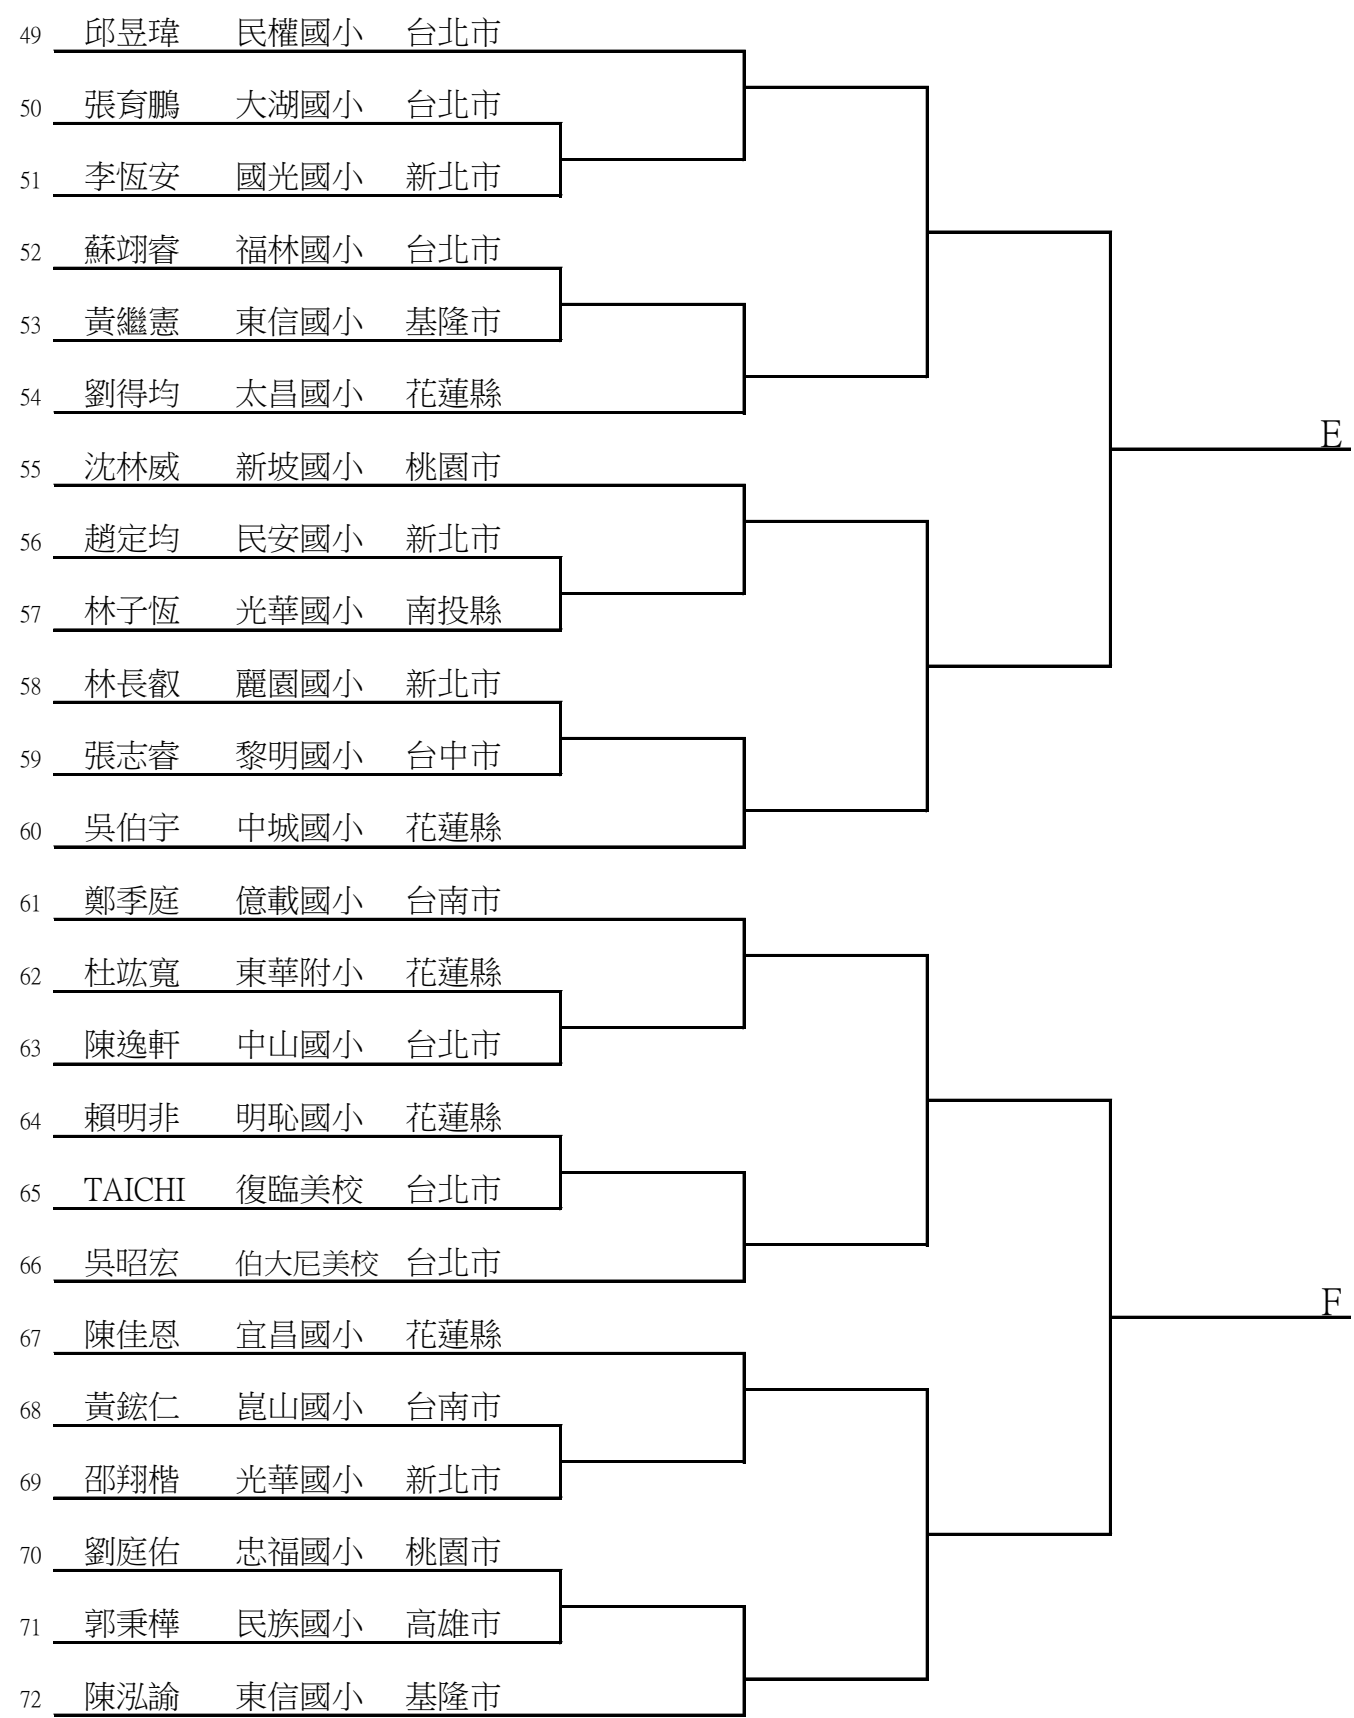 49 邱昱瑋 民權國小 台北市
50 張育鵬 大湖國小 台北市
51 李恆安 國光國小 新北市
52 蘇翊睿 福林國小 台北市
53 黃繼憲 東信國小 基隆市
54 劉得均 太昌國小 花蓮縣
E
55 沈林威 新坡國小 桃園市
56 趙定均 民安國小 新北市
57 林子恆 光華國小 南投縣
58 林長叡 麗園國小 新北市
59 張志睿 黎明國小 台中市
60 吳伯宇 中城國小 花蓮縣
61 鄭季庭 億載國小 台南市
62 杜竑寬 東華附小 花蓮縣
63 陳逸軒 中山國小 台北市
64 賴明非 明恥國小 花蓮縣
65 TAICHI 復臨美校 台北市
66 吳昭宏 伯大尼美校 台北市
F
67 陳佳恩 宜昌國小 花蓮縣
68 黃鋐仁 崑山國小 台南市
69 邵翔楷 光華國小 新北市
70 劉庭佑 忠福國小 桃園市
71 郭秉樺 民族國小 高雄市
72 陳泓諭 東信國小 基隆市